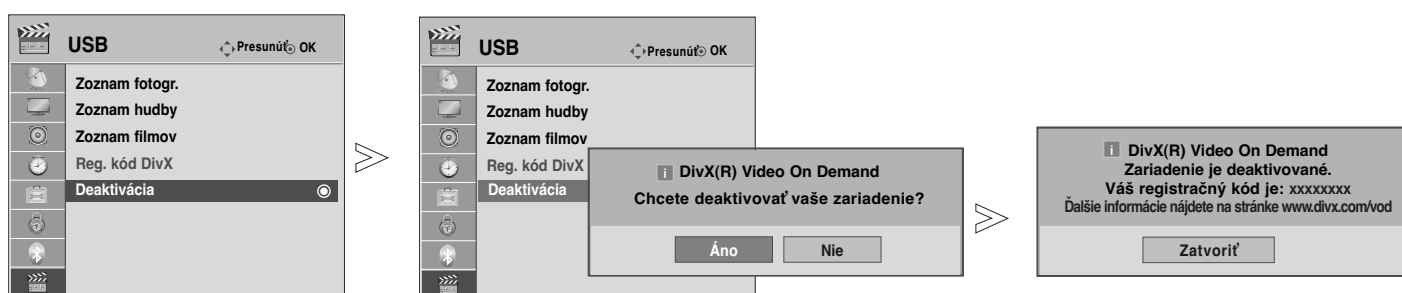 USB
Presunúť OK
Zoznam fotogr.
Zoznam hudby
Zoznam filmov
Reg. kód DivX
Deaktivácia
USB
Presunúť OK
Zoznam fotogr.
Zoznam hudby
Zoznam filmov
Reg. kód DivX
Deaktivácia
i DivX(R) Video On Demand
Chcete deaktivovať vaše zariadenie?
Áno
Nie
i DivX(R) Video On Demand
Zariadenie je deaktivované.
Váš registračný kód je: xxxxxxxx
Ďalšie informácie nájdete na stránke www.divx.com/vod
Zatvoriť